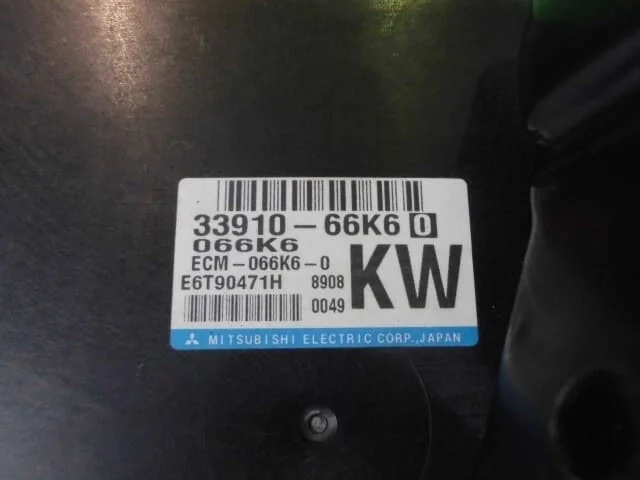 33910-66K6 0
066K6
ECM-066K6-0
KW
E6T90471H 8908
0049
MITSUBISHI ELECTRIC CORP., JAPAN